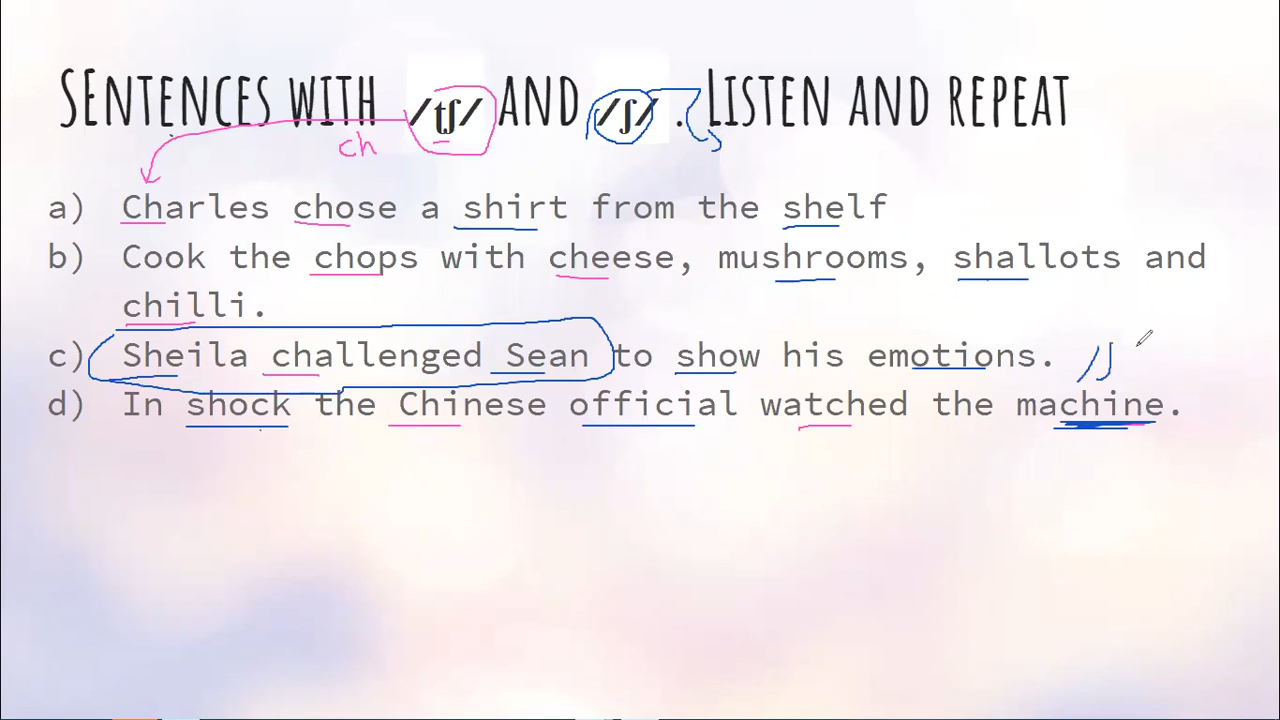 SEntences with /tʃ/ and /ʃ/. Listen and repeat
s
ch
a) Charles chose a shirt from the shelf
b) Cook the chops with cheese, mushrooms, shallots and
chilli.
c) Sheila challenged Sean to show his emotions. /ʃ
d) In shock the Chinese official watched the machine.